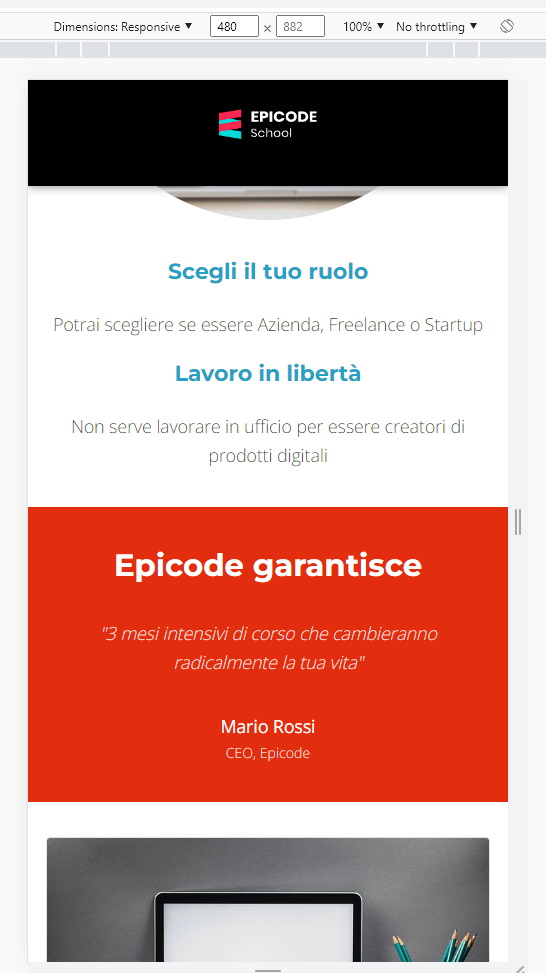 Dimensions: Responsive ▼ 480 × 882 100% ▼ No throttling ▼
EPICODE
School
Scegli il tuo ruolo
Potrai scegliere se essere Azienda, Freelance o Startup
Lavoro in libertà
Non serve lavorare in ufficio per essere creatori di
prodotti digitali
Epicode garantisce
"3 mesi intensivi di corso che cambieranno
radicalmente la tua vita"
Mario Rossi
CEO, Epicode